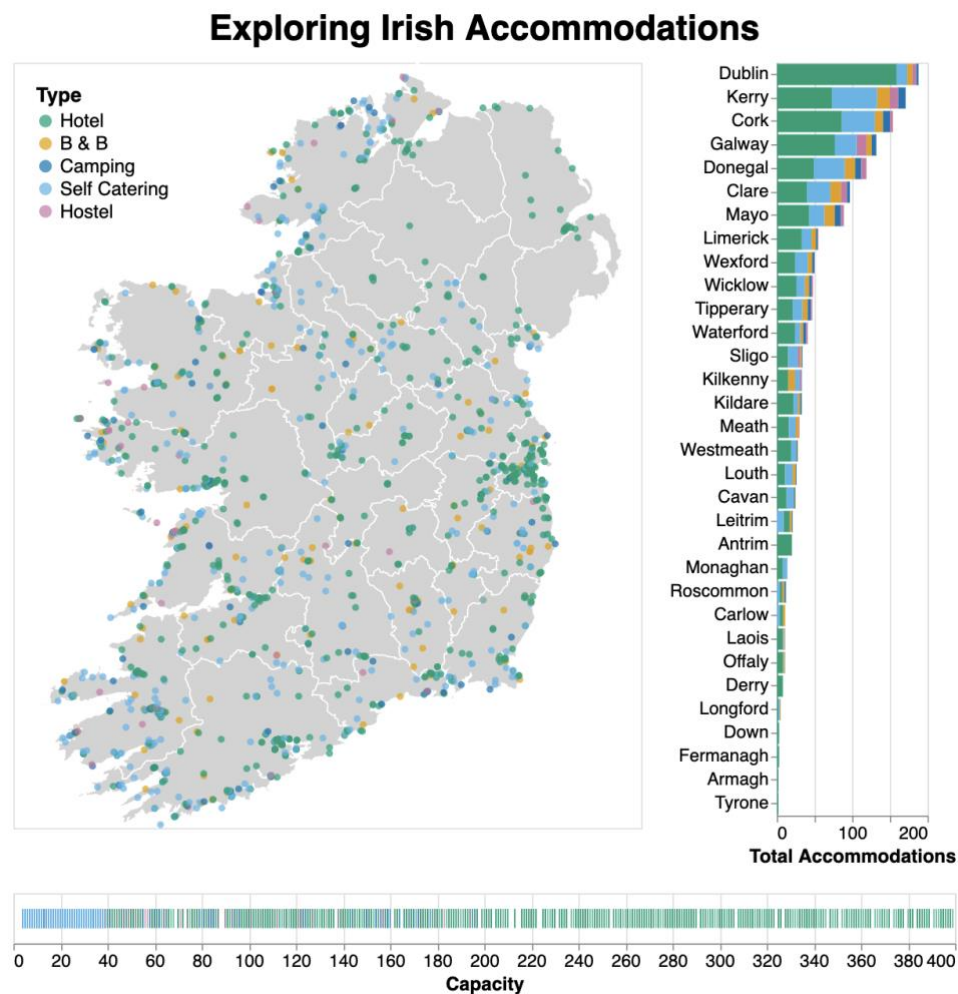 Exploring Irish Accommodations
Type
Hotel
B & B
Camping
Self Catering
Hostel
Dublin
Kerry
Cork
Galway
Donegal
Clare
Mayo
Limerick
Wexford
Wicklow
Tipperary
Waterford
Sligo
Kilkenny
Kildare
Meath
Westmeath
Louth
Cavan
Leitrim
Antrim
Monaghan
Roscommon
Carlow
Laois
Offaly
Derry
Longford
Down
Fermanagh
Armagh
Tyrone
0 100 200
Total Accommodations
0 20 40 60 80 100 120 140 160 180 200 220 240 260 280 300 320 340 360 380 400
Capacity